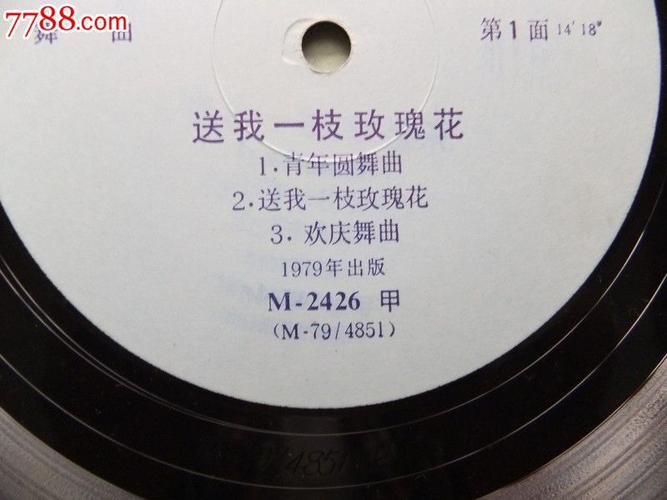 7788.com
舞 曲
第1面 14′18″
送我一枝玫瑰花
1.青年圆舞曲
2.送我一枝玫瑰花
3. 欢庆舞曲
1979年出版
M-2426 甲
(M-79/4851)
4851